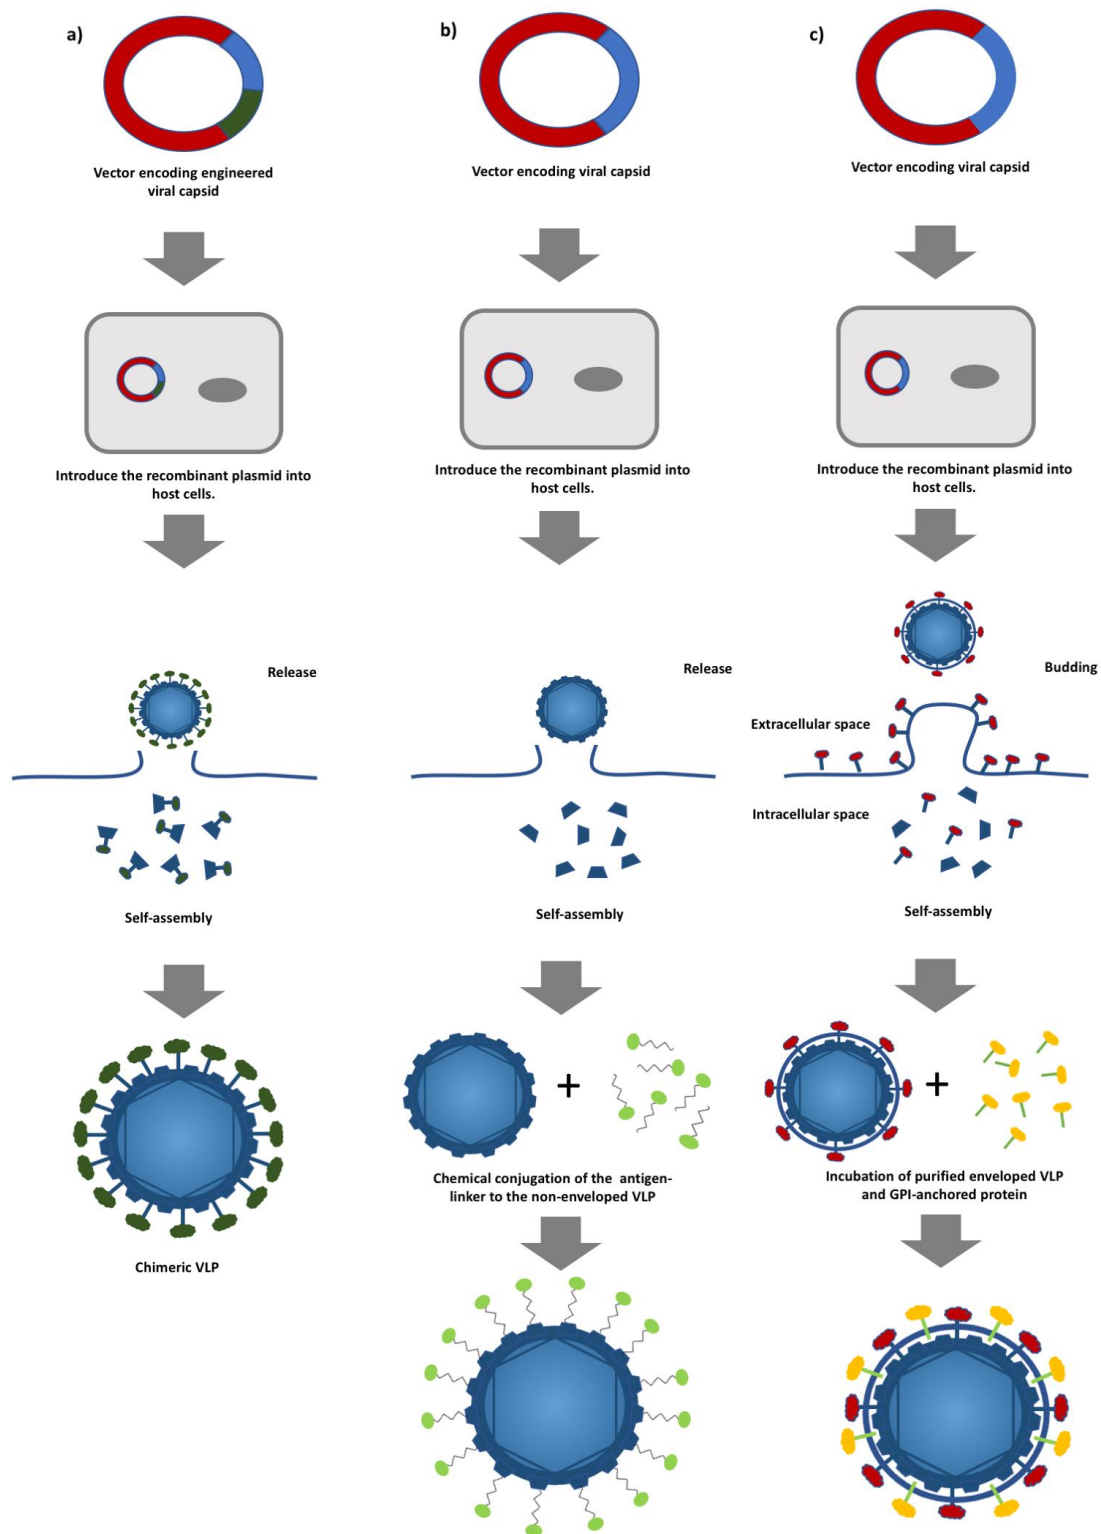 a)
Vector encoding engineered
viral capsid
Introduce the recombinant plasmid into
host cells.
Release
Self-assembly
Chimeric VLP
b)
Vector encoding viral capsid
Introduce the recombinant plasmid into
host cells.
Release
Self-assembly
+
Chemical conjugation of the antigen-
linker to the non-enveloped VLP
c)
Vector encoding viral capsid
Introduce the recombinant plasmid into
host cells.
Budding
Extracellular space
Intracellular space
Self-assembly
+
Incubation of purified enveloped VLP
and GPI-anchored protein